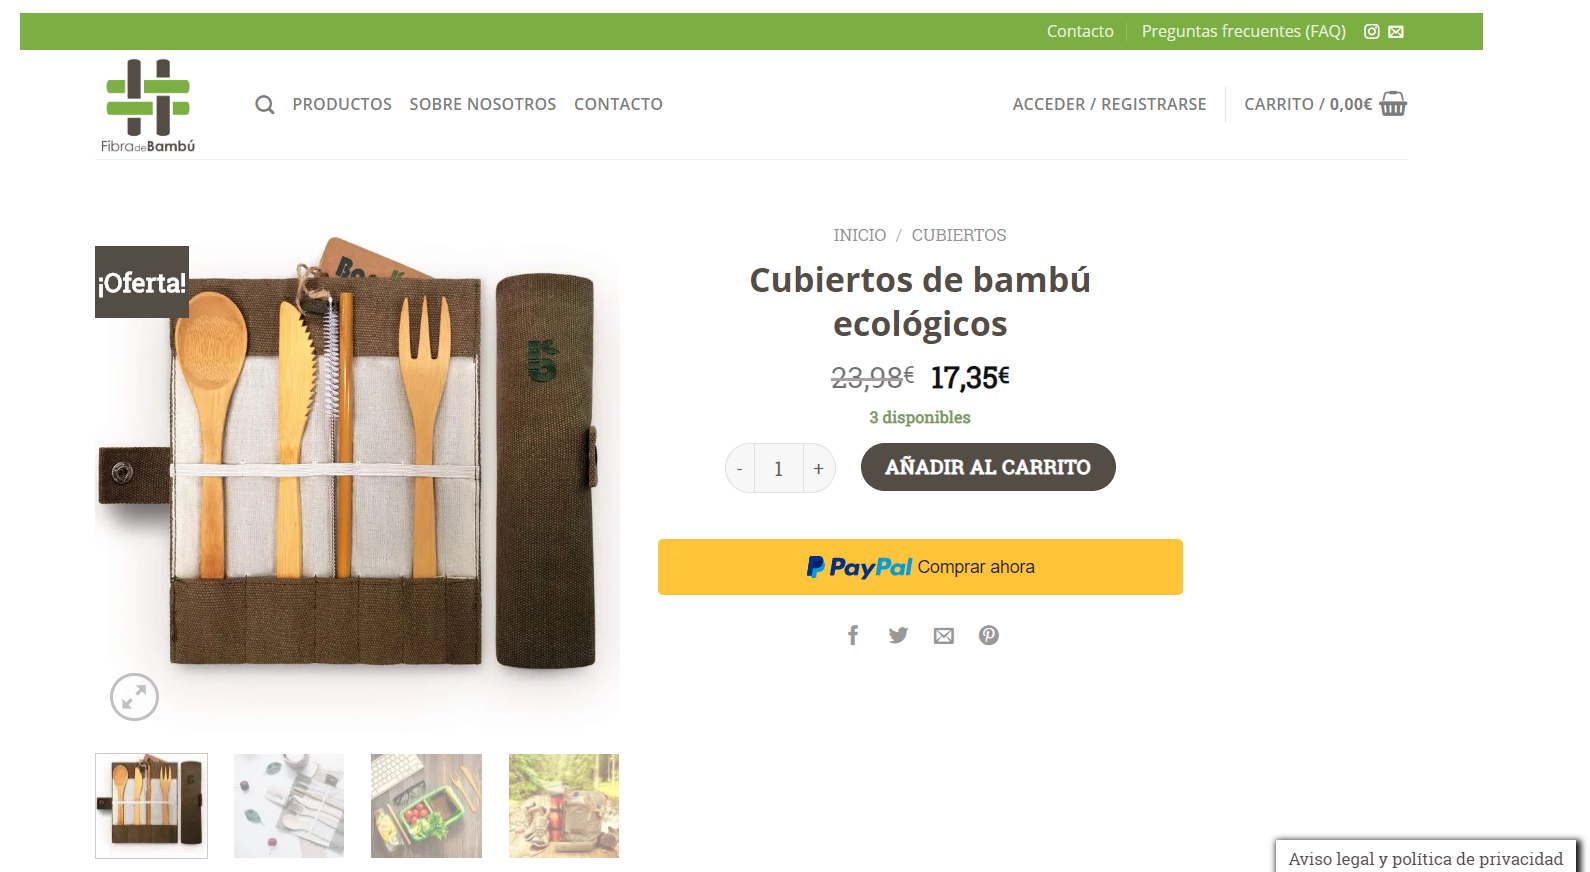 Contacto
Preguntas frecuentes (FAQ)
FibradeBambú
PRODUCTOS
SOBRE NOSOTROS
CONTACTO
ACCEDER / REGISTRARSE
CARRITO / 0,00€
¡Oferta!
INICIO / CUBIERTOS
Cubiertos de bambú
ecológicos
23,98€ 17,35€
3 disponibles
- 1 +
AÑADIR AL CARRITO
PayPal Comprar ahora
Aviso legal y política de privacidad